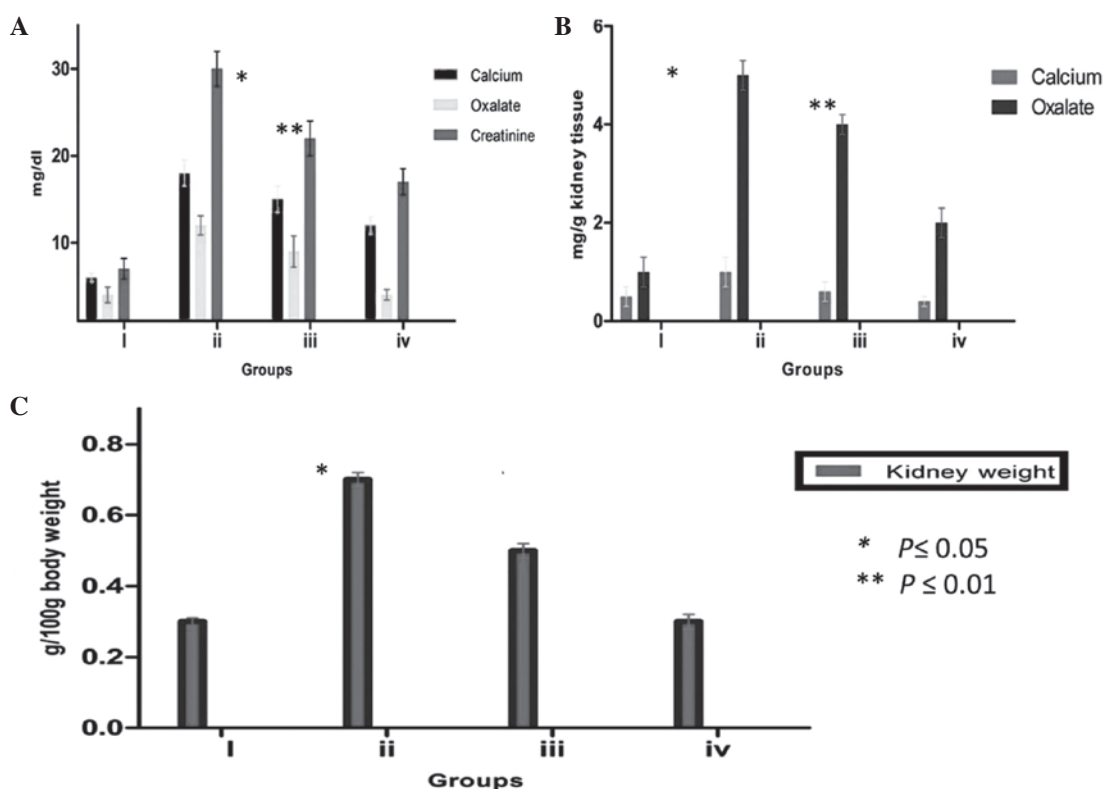 A
mg/dl
30
20
10
Calcium
Oxalate
Creatinine
*
**
I ii iii iv
Groups
B
mg/g kidney tissue
6
4
2
0
Calcium
Oxalate
*
**
I ii iii iv
Groups
C
g/100g body weight
0.8
0.6
0.4
0.2
0.0
*
Kidney weight
* P≤ 0.05
** P ≤ 0.01
I ii iii iv
Groups